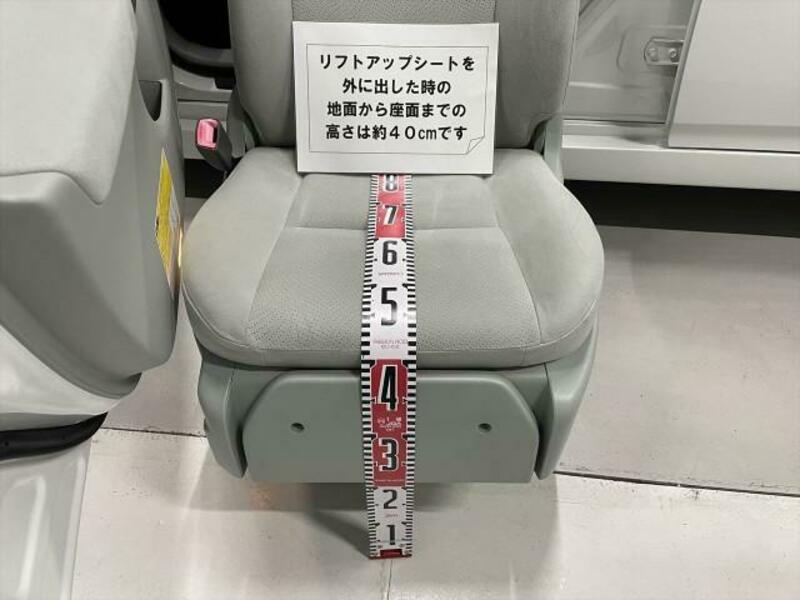 リフトアップシートを
外に出した時の
地面から座面までの
高さは約40cmです
8
7
6
5
4
3
2
1